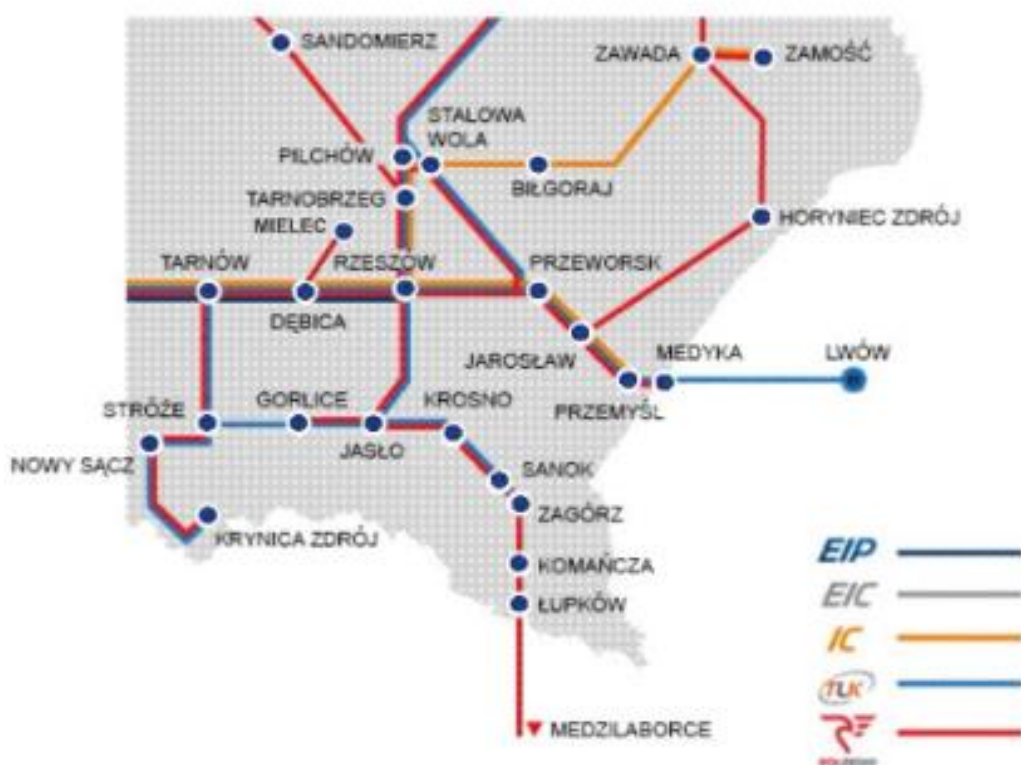 SANDOMIERZ
ZAWADA
ZAMOŚĆ
STALOWA
WOLA
PILCHÓW
BIŁGORAJ
TARNOBRZEG
MIELEC
HORYNIEC ZDRÓJ
TARNÓW
RZESZÓW
PRZEWORSK
DĘBICA
JAROSŁAW
MEDYKA
LWÓW
PRZEMYŚL
STRÓŻE
GORLICE
KROSNO
JASŁO
NOWY SĄCZ
SANOK
ZAGÓRZ
KRYNICA ZDRÓJ
EIP
KOMAŃCZA
EIC
ŁUPKÓW
IC
TLK
MEDZILABORCE